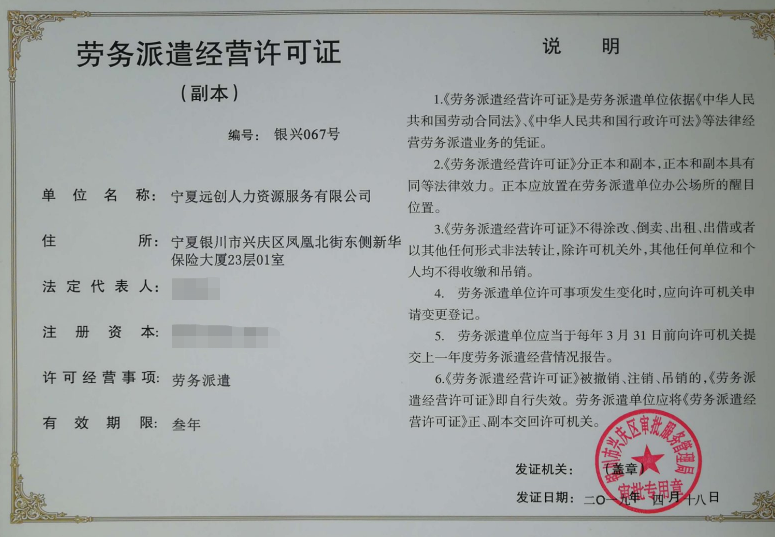 劳务派遣经营许可证
（副本）
编号： 银兴067号
单位名称： 宁夏远创人力资源服务有限公司
住所： 宁夏银川市兴庆区凤凰北街东侧新华
保险大厦23层01室
法定代表人：
注册资本：
许可经营事项： 劳务派遣
有效期限： 叁年
说 明
1.《劳务派遣经营许可证》是劳务派遣单位依据《中华人民
共和国劳动合同法》、《中华人民共和国行政许可法》等法律经
营劳务派遣业务的凭证。
2.《劳务派遣经营许可证》分正本和副本，正本和副本具有
同等法律效力。正本应放置在劳务派遣单位办公场所的醒目
位置。
3.《劳务派遣经营许可证》不得涂改、倒卖、出租、出借或者
以其他任何形式非法转让，除许可机关外，其他任何单位和个
人均不得收缴和吊销。
4. 劳务派遣单位许可事项发生变化时，应向许可机关申
请变更登记。
5. 劳务派遣单位应当于每年 3 月 31 日前向许可机关提
交上一年度劳务派遣经营情况报告。
6.《劳务派遣经营许可证》被撤销、注销、吊销的，《劳务派
遣经营许可证》即自行失效。劳务派遣单位应将《劳务派遣经
营许可证》正、副本交回许可机关。
发证机关： （盖章）
银川市兴庆区审批服务管理局
审批专用章
发证日期： 二〇一九年 四月十八日